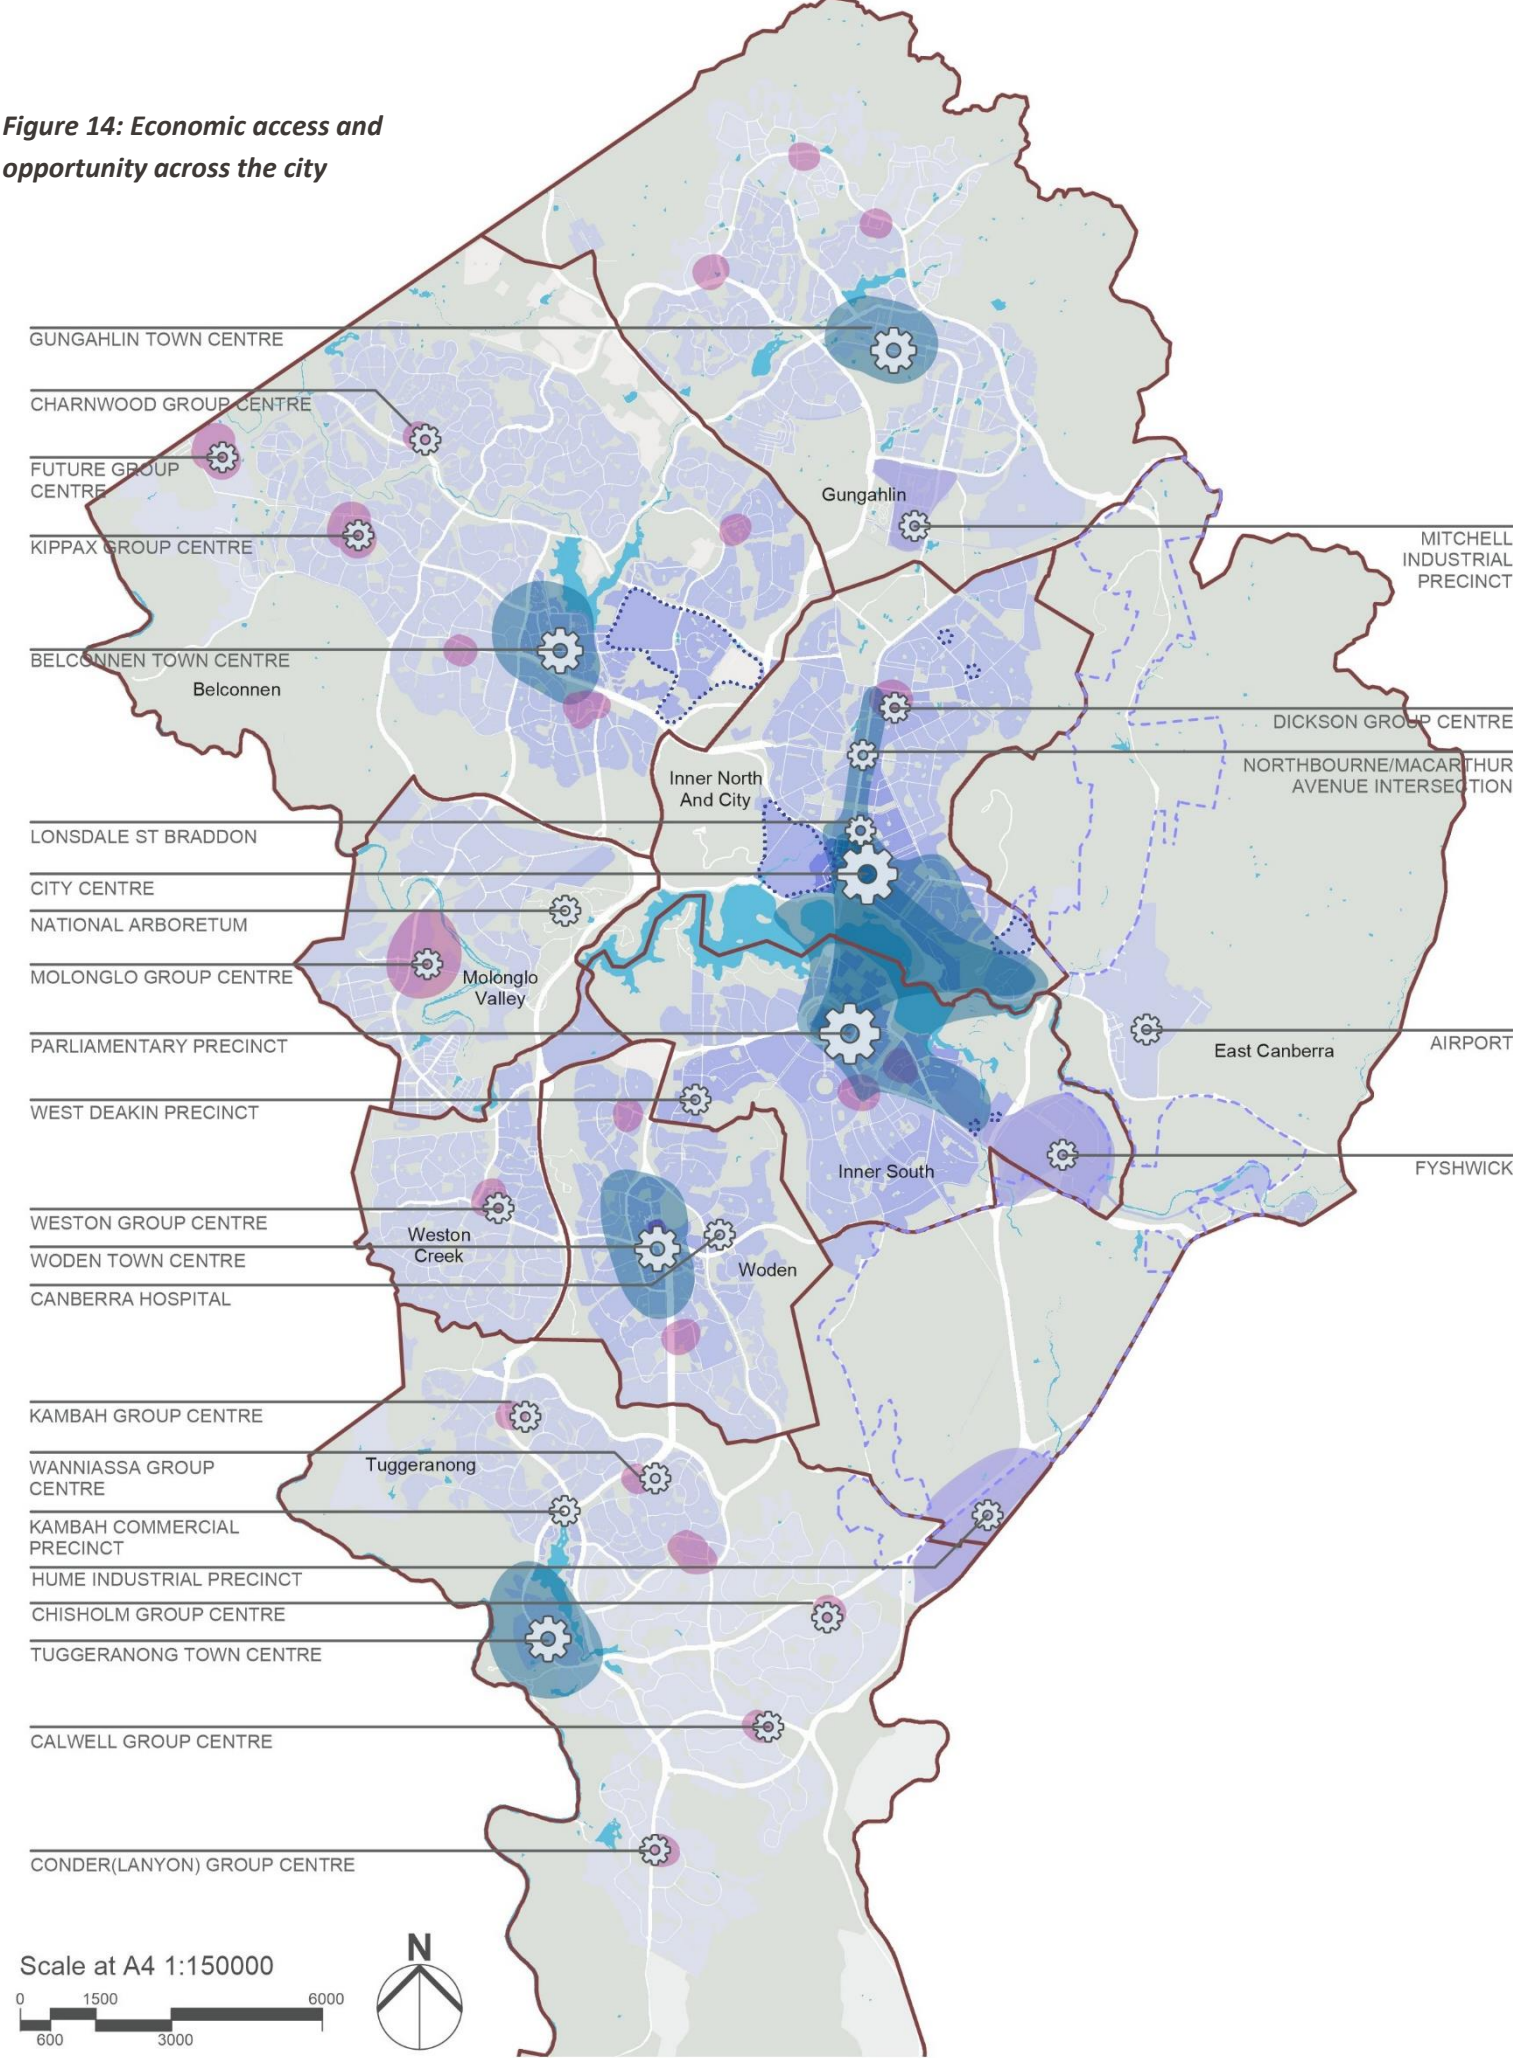 Figure 14: Economic access and
opportunity across the city
GUNGAHLIN TOWN CENTRE
CHARNWOOD GROUP CENTRE
FUTURE GROUP
CENTRE
KIPPAX GROUP CENTRE
BELCONNEN TOWN CENTRE
Belconnen
Gungahlin
MITCHELL
INDUSTRIAL
PRECINCT
DICKSON GROUP CENTRE
NORTHBOURNE/MACARTHUR
AVENUE INTERSECTION
Inner North
And City
LONSDALE ST BRADDON
CITY CENTRE
NATIONAL ARBORETUM
MOLONGLO GROUP CENTRE
Molonglo
Valley
PARLIAMENTARY PRECINCT
AIRPORT
East Canberra
WEST DEAKIN PRECINCT
FYSHWICK
Inner South
WESTON GROUP CENTRE
Weston
Creek
WODEN TOWN CENTRE
Woden
CANBERRA HOSPITAL
KAMBAH GROUP CENTRE
Tuggeranong
WANNIASSA GROUP
CENTRE
KAMBAH COMMERCIAL
PRECINCT
HUME INDUSTRIAL PRECINCT
CHISHOLM GROUP CENTRE
TUGGERANONG TOWN CENTRE
CALWELL GROUP CENTRE
CONDER(LANYON) GROUP CENTRE
Scale at A4 1:150000
0 1500 6000
600 3000
N